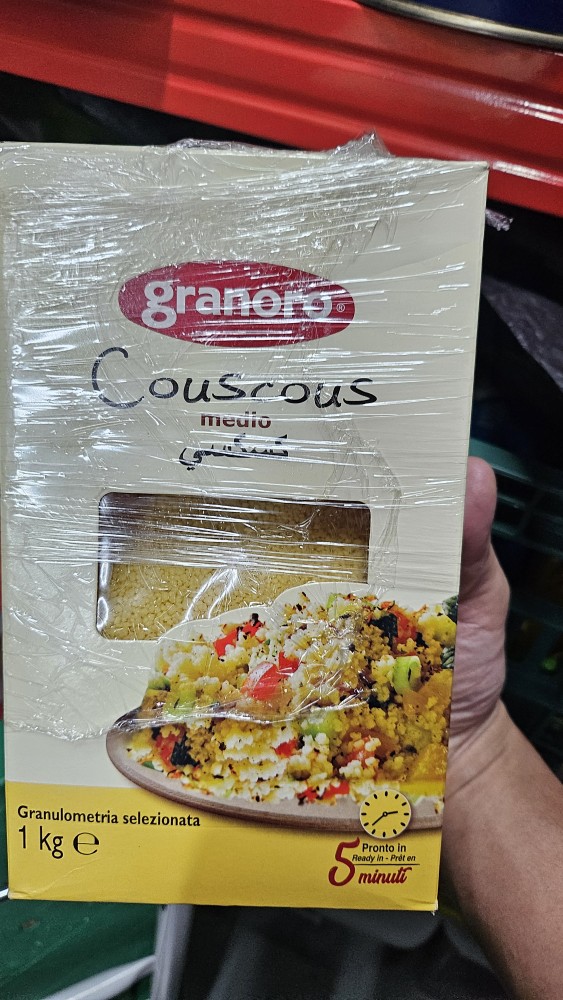 granoro®
Couscous
medio
كسكسي
Granulometria selezionata
1 kg ℮
5
Pronto in
Ready in - Prêt en
minuti